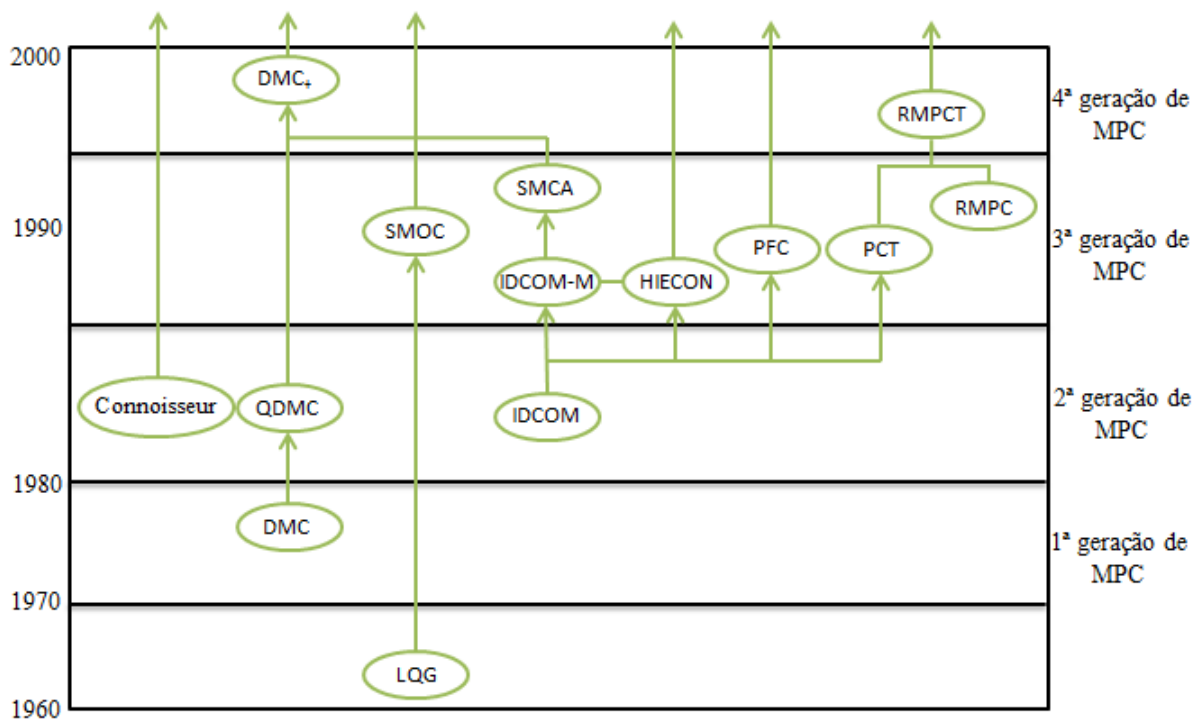 2000
DMC+
RMPCT
4ª geração de
MPC
SMCA
RMPC
1990
SMOC
PFC
PCT
3ª geração de
MPC
IDCOM-M
HIECON
Connoisseur
QDMC
IDCOM
2ª geração de
MPC
1980
DMC
1ª geração de
MPC
1970
LQG
1960